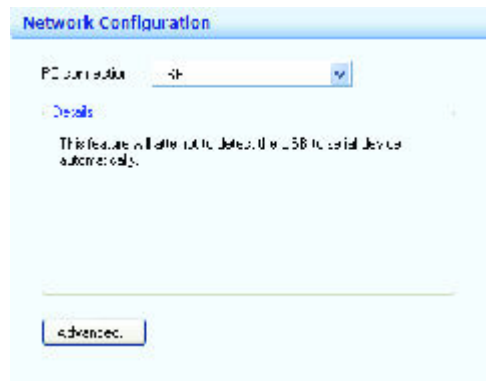 Network Configuration
PC connection
Details
This feature will attempt to detect the USB to serial device
automatically.
Advanced...